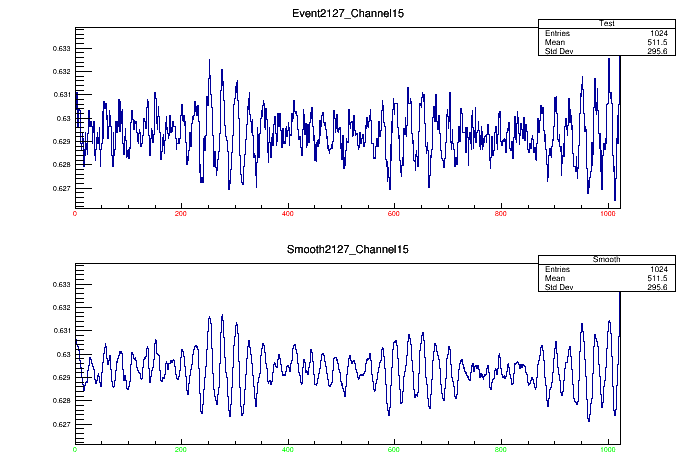 Event2127_Channel15
Test
Entries 1024
Mean 511.5
Std Dev 295.6
0.633
0.632
0.631
0.63
0.629
0.628
0.627
0 200 400 600 800 1000
Smooth2127_Channel15
Smooth
Entries 1024
Mean 511.5
Std Dev 295.6
0.633
0.632
0.631
0.63
0.629
0.628
0.627
0 200 400 600 800 1000